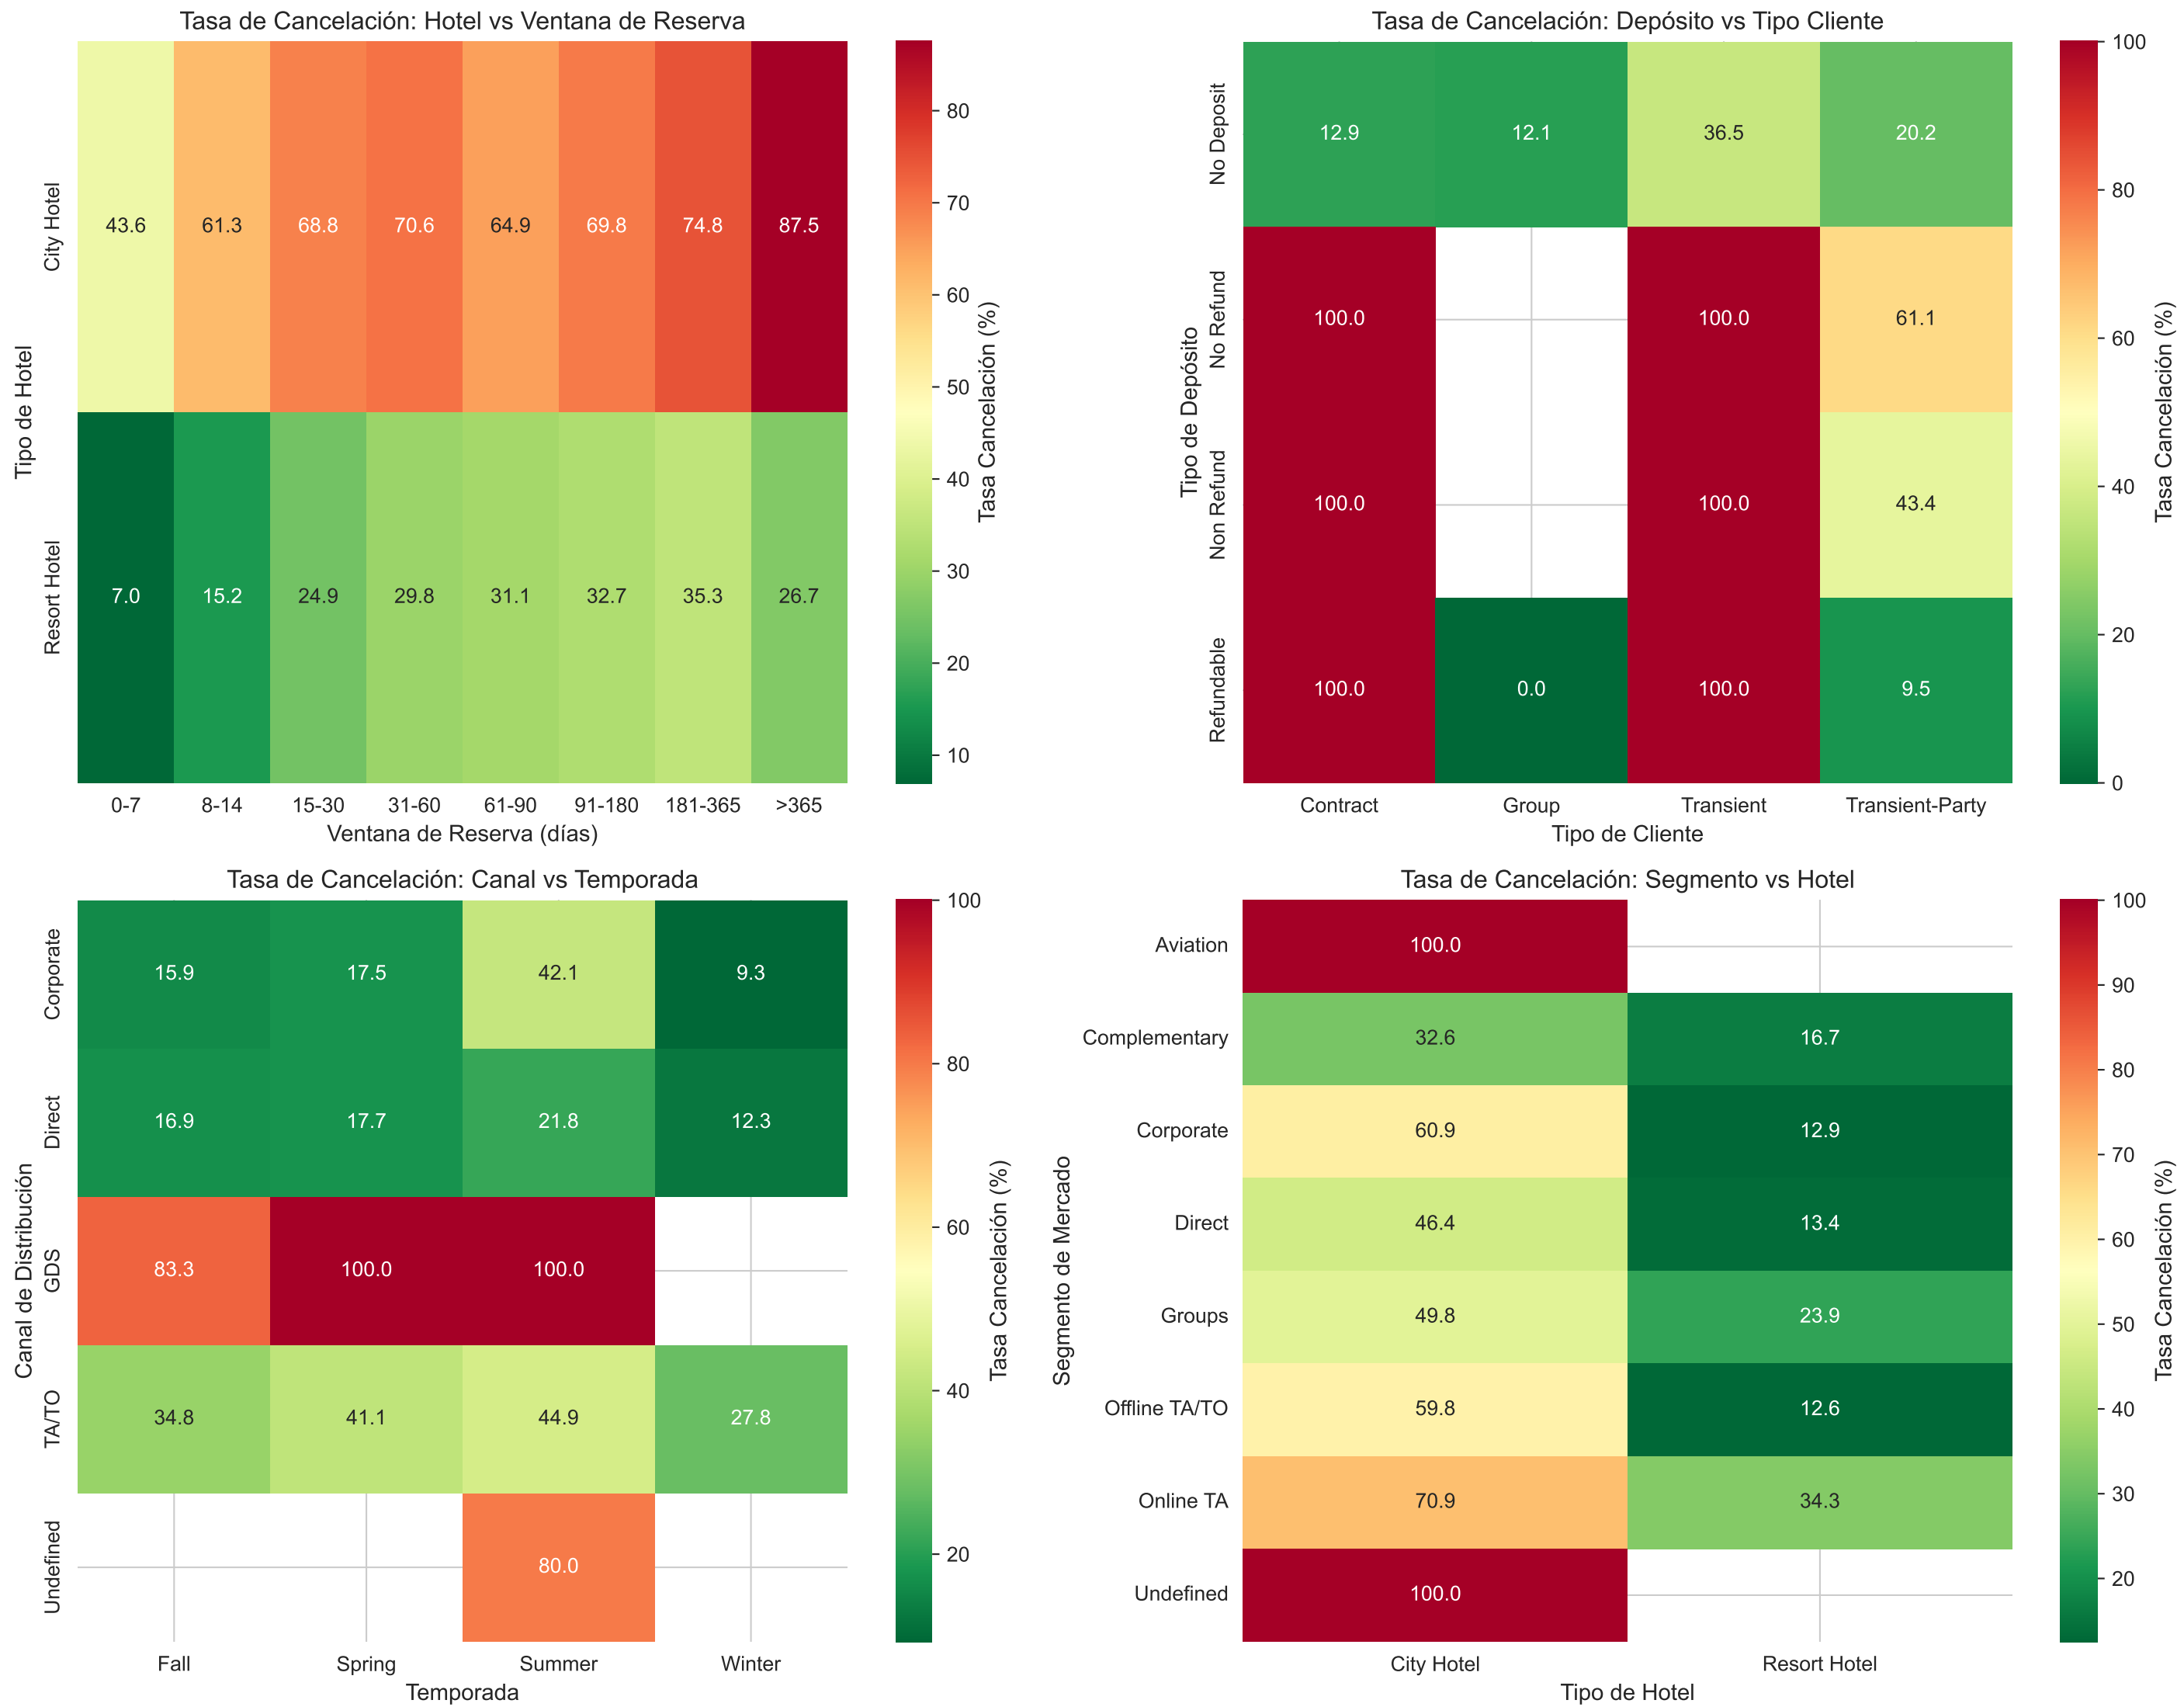 Tasa de Cancelación: Hotel vs Ventana de Reserva
Tipo de Hotel
City Hotel
43.6 61.3 68.8 70.6 64.9 69.8 74.8 87.5
Resort Hotel
7.0 15.2 24.9 29.8 31.1 32.7 35.3 26.7
0-7 8-14 15-30 31-60 61-90 91-180 181-365 >365
Ventana de Reserva (días)
80
70
60
50
40
30
20
10
Tasa Cancelación (%)
Tasa de Cancelación: Depósito vs Tipo Cliente
Tipo de Depósito
No Deposit
12.9 12.1 36.5 20.2
No Refund
100.0 100.0 61.1
Non Refund
100.0 100.0 43.4
Refundable
100.0 0.0 100.0 9.5
Contract Group Transient Transient-Party
Tipo de Cliente
100
80
60
40
20
0
Tasa Cancelación (%)
Tasa de Cancelación: Canal vs Temporada
Canal de Distribución
Corporate
15.9 17.5 42.1 9.3
Direct
16.9 17.7 21.8 12.3
GDS
83.3 100.0 100.0
TA/TO
34.8 41.1 44.9 27.8
Undefined
80.0
Fall Spring Summer Winter
Temporada
100
80
60
40
20
Tasa Cancelación (%)
Tasa de Cancelación: Segmento vs Hotel
Segmento de Mercado
Aviation 100.0
Complementary 32.6 16.7
Corporate 60.9 12.9
Direct 46.4 13.4
Groups 49.8 23.9
Offline TA/TO 59.8 12.6
Online TA 70.9 34.3
Undefined 100.0
City Hotel Resort Hotel
Tipo de Hotel
100
90
80
70
60
50
40
30
20
Tasa Cancelación (%)